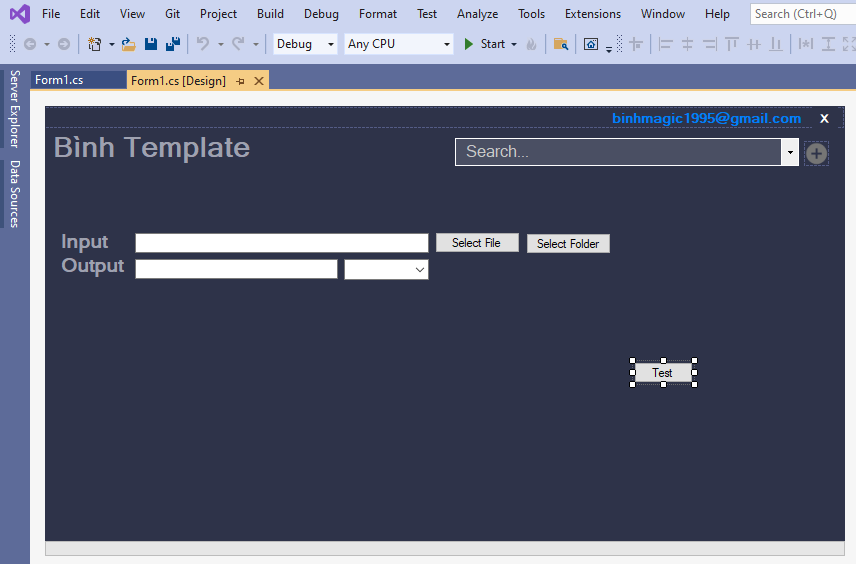 File Edit View Git Project Build Debug Format Test Analyze Tools Extensions Window Help Search (Ctrl+Q)
Debug Any CPU Start
Server Explorer
Data Sources
Form1.cs Form1.cs [Design]
binhmagic1995@gmail.com X
Bình Template
Search...
Input Select File Select Folder
Output
Test